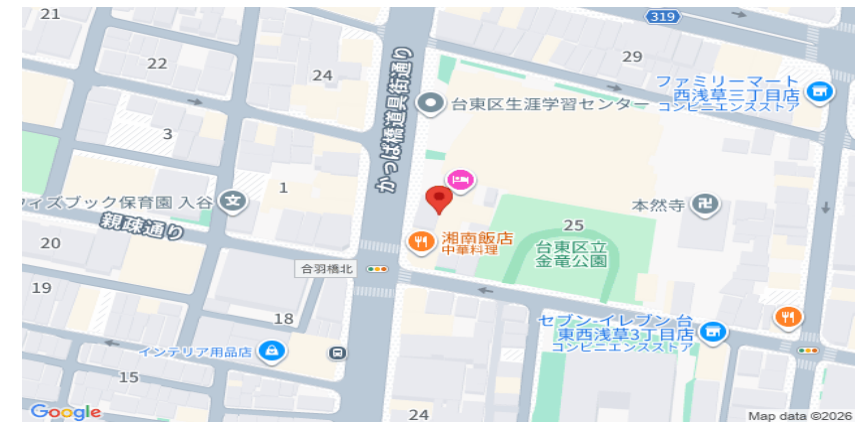 21
319
22
24
29
ファミリーマート
西浅草三丁目店
コンビニエンスストア
かっぱ橋道具街通り
台東区生涯学習センター
3
1
ィズブック保育園 入谷
親疎通り
本然寺
25
台東区立
金竜公園
湘南飯店
中華料理
20
合羽橋北
19
18
セブン-イレブン 台
東西浅草3丁目店
コンビニエンスストア
インテリア用品店
15
24
Google
Map data ©2026